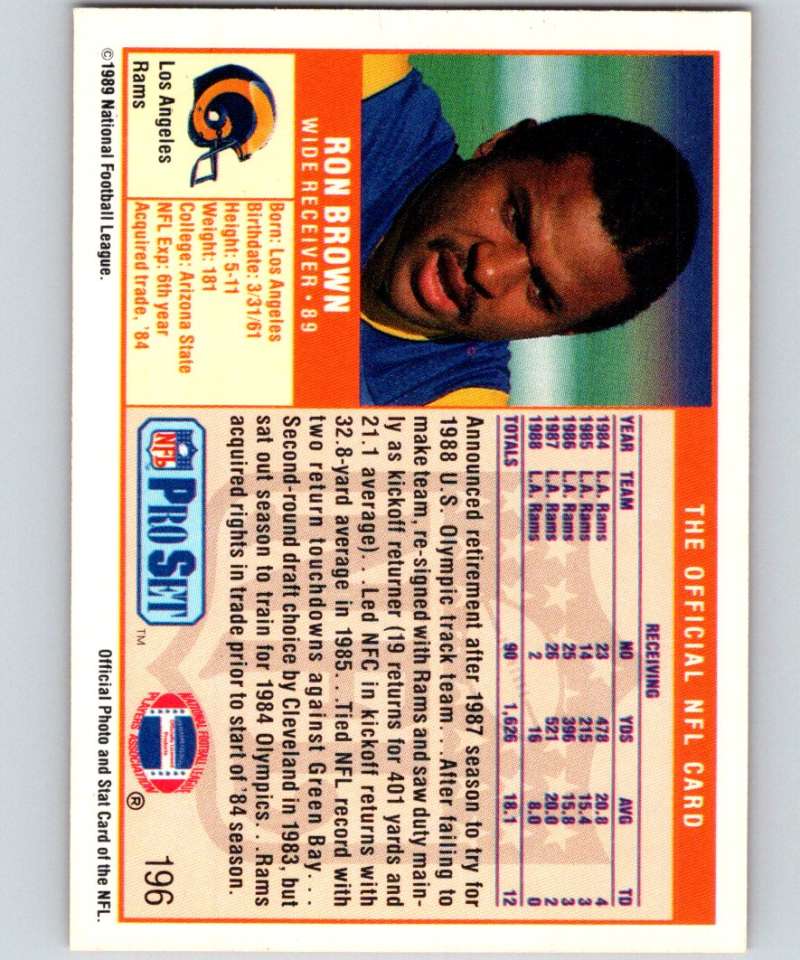 THE OFFICIAL NFL CARD
RON BROWN
WIDE RECEIVER • 89
Los Angeles
Rams
Born: Los Angeles
Birthdate: 3/31/61
Height: 5-11
Weight: 181
College: Arizona State
NFL Exp: 6th year
Acquired trade, '84
RECEIVING
YEAR TEAM NO YDS AVG TD
1984 L.A. Rams 23 478 20.8 4
1985 L.A. Rams 14 215 15.4 3
1986 L.A. Rams 25 396 15.8 3
1987 L.A. Rams 26 521 20.0 2
1988 L.A. Rams 2 16 8.0 0
TOTALS 90 1,626 18.1 12
Announced retirement after 1987 season to try for
1988 U.S. Olympic track team... After failing to
make team, re-signed with Rams and saw duty main-
ly as kickoff returner (19 returns for 401 yards and
21.1 average)... Led NFC in kickoff returns with
32.8-yard average in 1985... Tied NFL record with
two return touchdowns against Green Bay...
Second-round draft choice by Cleveland in 1983, but
sat out season to train for 1984 Olympics... Rams
acquired rights in trade prior to start of '84 season.
NFL PRO SET ™
NATIONAL FOOTBALL LEAGUE
PLAYERS ASSOCIATION
®
196
© 1989 National Football League.
Official Photo and Stat Card of the NFL.